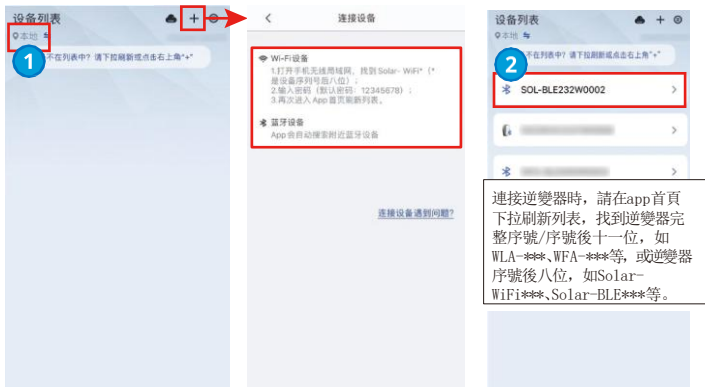 设备列表
本地
1
不在列表中？请下拉刷新或点击右上角"+"
连接设备
Wi-Fi设备
1.打开手机无线局域网，找到Solar- WiFi*（*
是设备序列号后八位）；
2.输入密码（默认密码：12345678）；
3.再次进入 App 首页刷新列表。
蓝牙设备
App会自动搜索附近蓝牙设备
连接设备遇到问题?
设备列表
本地
2
不在列表中？请下拉刷新或点击右上角"+"
SOL-BLE232W0002
連接逆變器時，請在app首頁
下拉刷新列表，找到逆變器完
整序號/序號後十一位，如
WLA-***、WFA-***等，或逆變器
序號後八位，如Solar-
WiFi***、Solar-BLE***等。